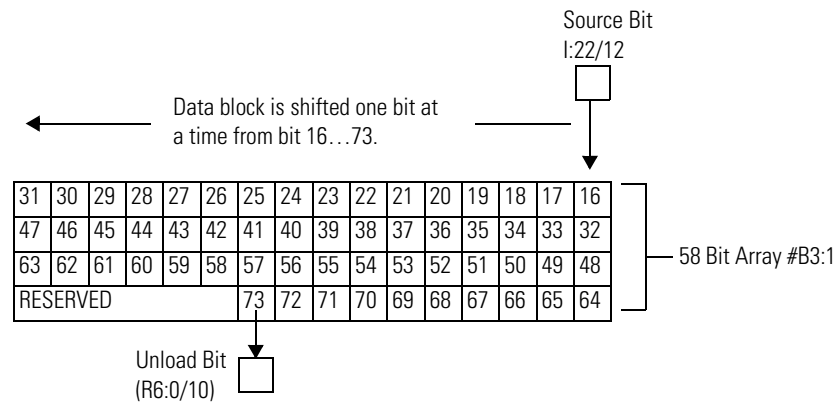 Source Bit
I:22/12
Data block is shifted one bit at
a time from bit 16…73.
31 30 29 28 27 26 25 24 23 22 21 20 19 18 17 16
47 46 45 44 43 42 41 40 39 38 37 36 35 34 33 32
58 Bit Array #B3:1
63 62 61 60 59 58 57 56 55 54 53 52 51 50 49 48
RESERVED 73 72 71 70 69 68 67 66 65 64
Unload Bit
(R6:0/10)